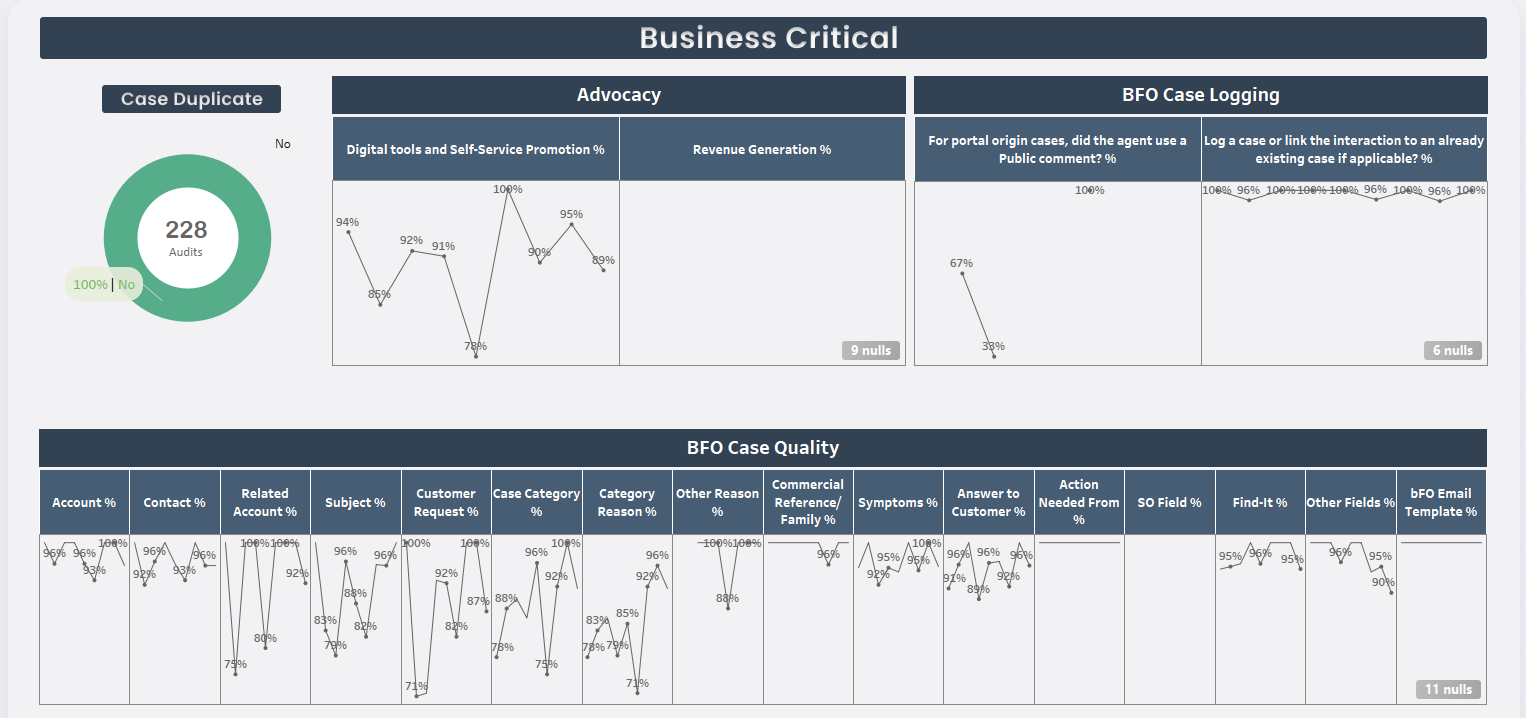 Business Critical
Case Duplicate
No
228
Audits
100% | No
Advocacy
Digital tools and Self-Service Promotion %
Revenue Generation %
94%
85%
92%
91%
78%
100%
90%
95%
89%
9 nulls
BFO Case Logging
For portal origin cases, did the agent use a
Public comment? %
Log a case or link the interaction to an already
existing case if applicable? %
67%
33%
100%
100%
96%
100%
100%
100%
96%
100%
96%
100%
6 nulls
BFO Case Quality
Account %
Contact %
Related
Account %
Subject %
Customer
Request %
Case Category
%
Category
Reason %
Other Reason
%
Commercial
Reference/
Family %
Symptoms %
Answer to
Customer %
Action
Needed From
%
SO Field %
Find-It %
Other Fields %
bFO Email
Template %
96%
96%
93%
100%
92%
96%
93%
96%
75%
100%
80%
100%
92%
83%
79%
96%
88%
82%
96%
100%
71%
92%
82%
100%
87%
78%
88%
96%
75%
92%
100%
78%
83%
79%
85%
71%
92%
96%
100%
88%
100%
96%
92%
95%
95%
100%
91%
96%
89%
96%
92%
96%
95%
96%
95%
96%
95%
90%
11 nulls